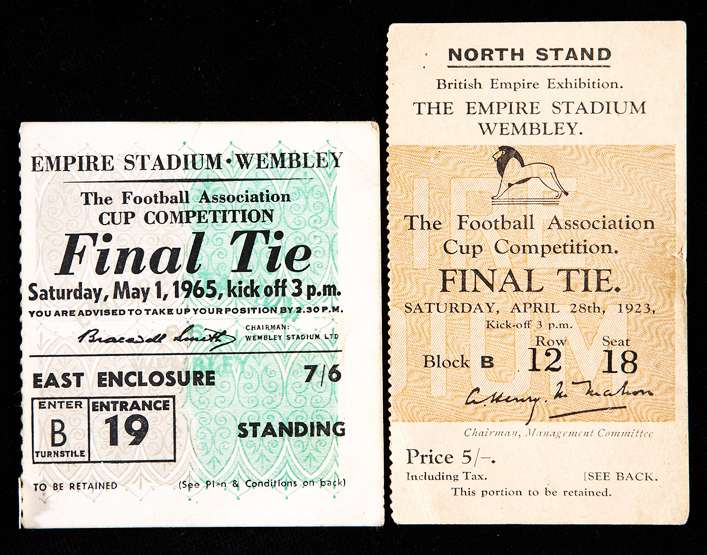 EMPIRE STADIUM • WEMBLEY
The Football Association
CUP COMPETITION
Final Tie
Saturday, May 1, 1965, kick off 3 p.m.
YOU ARE ADVISED TO TAKE UP YOUR POSITION BY 2.30 P.M.
Bracewell Smith
CHAIRMAN:
WEMBLEY STADIUM LTD
EAST ENCLOSURE 7/6
ENTER
B
TURNSTILE
ENTRANCE
19
STANDING
TO BE RETAINED (See Plan & Conditions on back)
NORTH STAND
British Empire Exhibition.
THE EMPIRE STADIUM
WEMBLEY.
The Football Association
Cup Competition.
FINAL TIE.
SATURDAY, APRIL 28th, 1923,
Kick-off 3 p.m.
Row Seat
Block B 12 18
Chairman, Management Committee
Price 5/-.
Including Tax. [SEE BACK.
This portion to be retained.